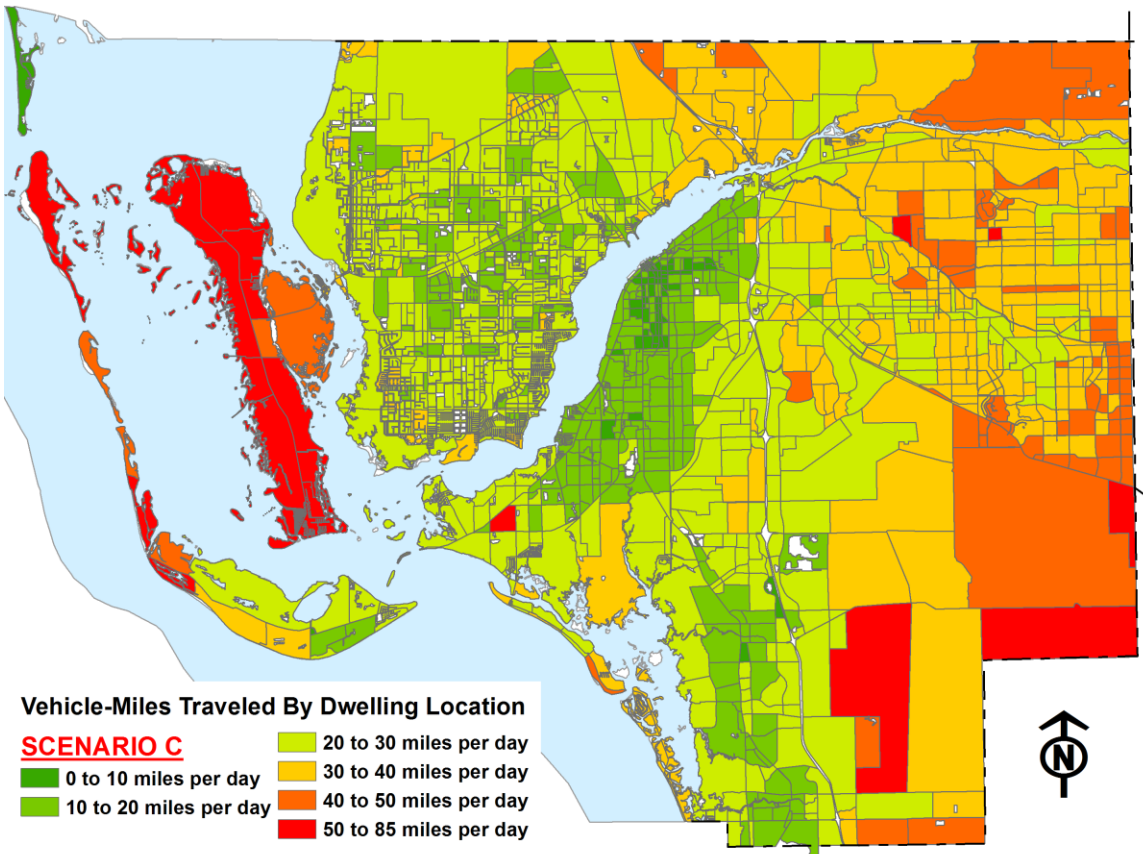 Vehicle-Miles Traveled By Dwelling Location
SCENARIO C
0 to 10 miles per day
10 to 20 miles per day
20 to 30 miles per day
30 to 40 miles per day
40 to 50 miles per day
50 to 85 miles per day
N